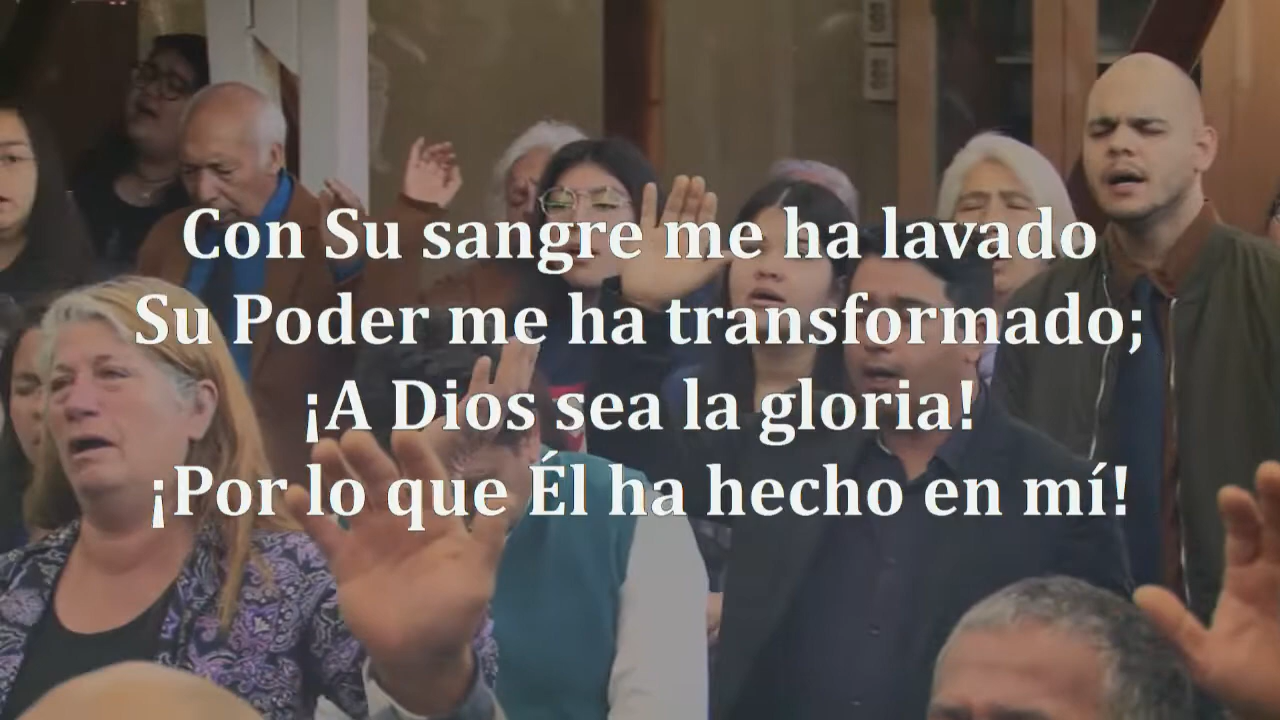 Con Su sangre me ha lavado
Su Poder me ha transformado;
¡A Dios sea la gloria!
¡Por lo que Él ha hecho en mí!